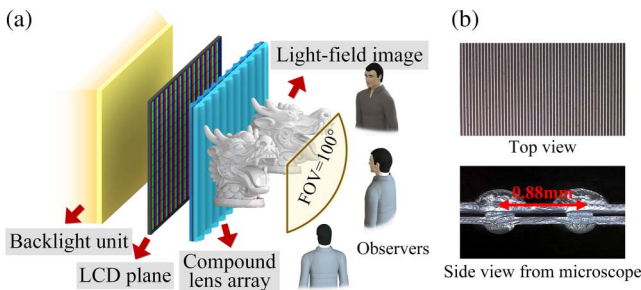 (a)
Light-field image
FOV=100°
Observers
Backlight unit
LCD plane
Compound
lens array
(b)
Top view
0.88mm
Side view from microscope